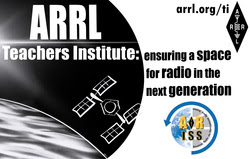 ARRL
arrl.org/ti
Teachers Institute:
ensuring a space
for radio in the
next generation
ARRL
ARISS